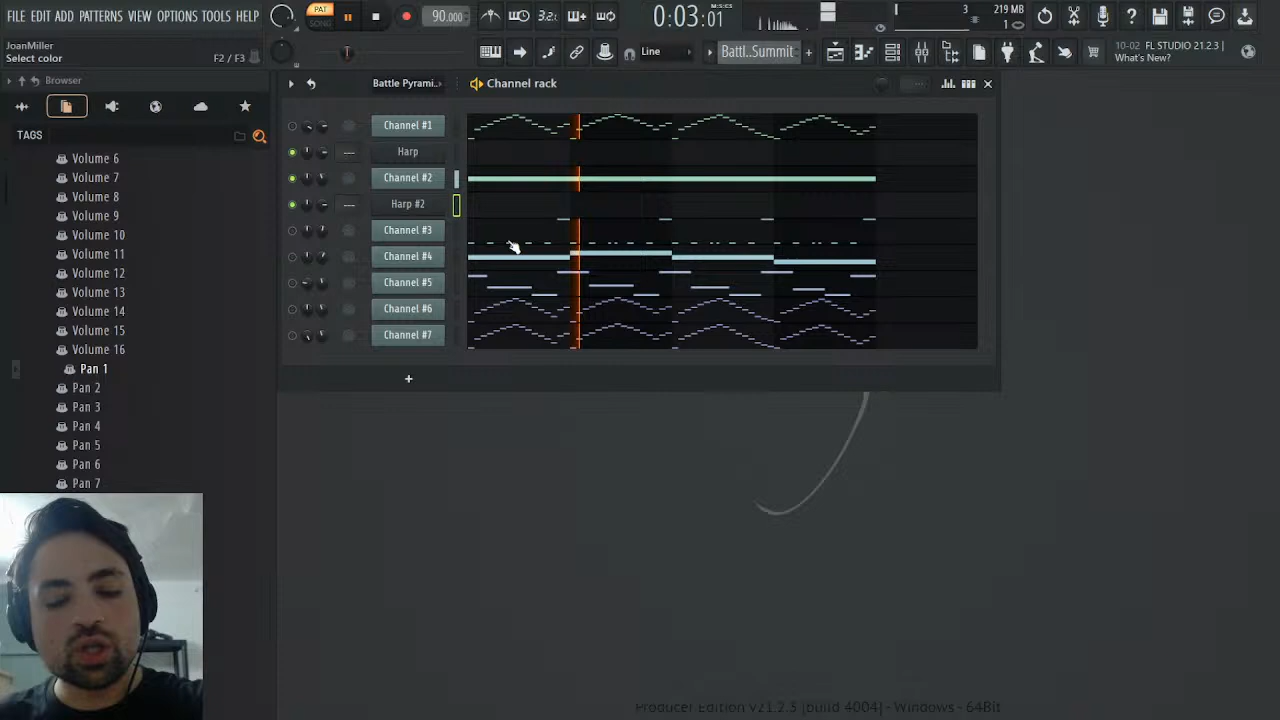 FILE EDIT ADD PATTERNS VIEW OPTIONS TOOLS HELP
PAT
SONG
90.000
3.2:
0:03:01
M:S:CS
3
219 MB
1
JoanMiller
Select color
F2 / F3
Line
Battl..Summit
10-02 FL STUDIO 21.2.3 |
What's New?
Browser
TAGS
Volume 6
Volume 7
Volume 8
Volume 9
Volume 10
Volume 11
Volume 12
Volume 13
Volume 14
Volume 15
Volume 16
Pan 1
Pan 2
Pan 3
Pan 4
Pan 5
Pan 6
Pan 7
Battle Pyrami..
Channel rack
Channel #1
Harp
Channel #2
Harp #2
Channel #3
Channel #4
Channel #5
Channel #6
Channel #7
Producer Edition v21.2.3 [build 4004] - Windows - 64Bit